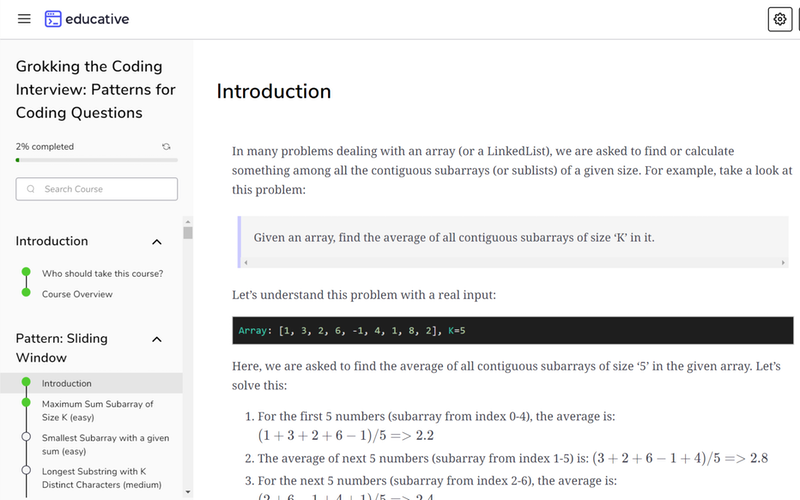 educative
Grokking the Coding
Interview: Patterns for
Coding Questions
2% completed
Search Course
Introduction
Who should take this course?
Course Overview
Pattern: Sliding
Window
Introduction
Maximum Sum Subarray of
Size K (easy)
Smallest Subarray with a given
sum (easy)
Longest Substring with K
Distinct Characters (medium)
Introduction
In many problems dealing with an array (or a LinkedList), we are asked to find or calculate
something among all the contiguous subarrays (or sublists) of a given size. For example, take a look at
this problem:
Given an array, find the average of all contiguous subarrays of size ‘K’ in it.
Let’s understand this problem with a real input:
Array: [1, 3, 2, 6, -1, 4, 1, 8, 2], K=5
Here, we are asked to find the average of all contiguous subarrays of size ‘5’ in the given array. Let’s
solve this:
1. For the first 5 numbers (subarray from index 0-4), the average is:
(1 + 3 + 2 + 6 − 1)/5 => 2.2
2. The average of next 5 numbers (subarray from index 1-5) is: (3 + 2 + 6 − 1 + 4)/5 => 2.8
3. For the next 5 numbers (subarray from index 2-6), the average is:
(2 + 6 − 1 + 4 + 1)/5 => 2.4